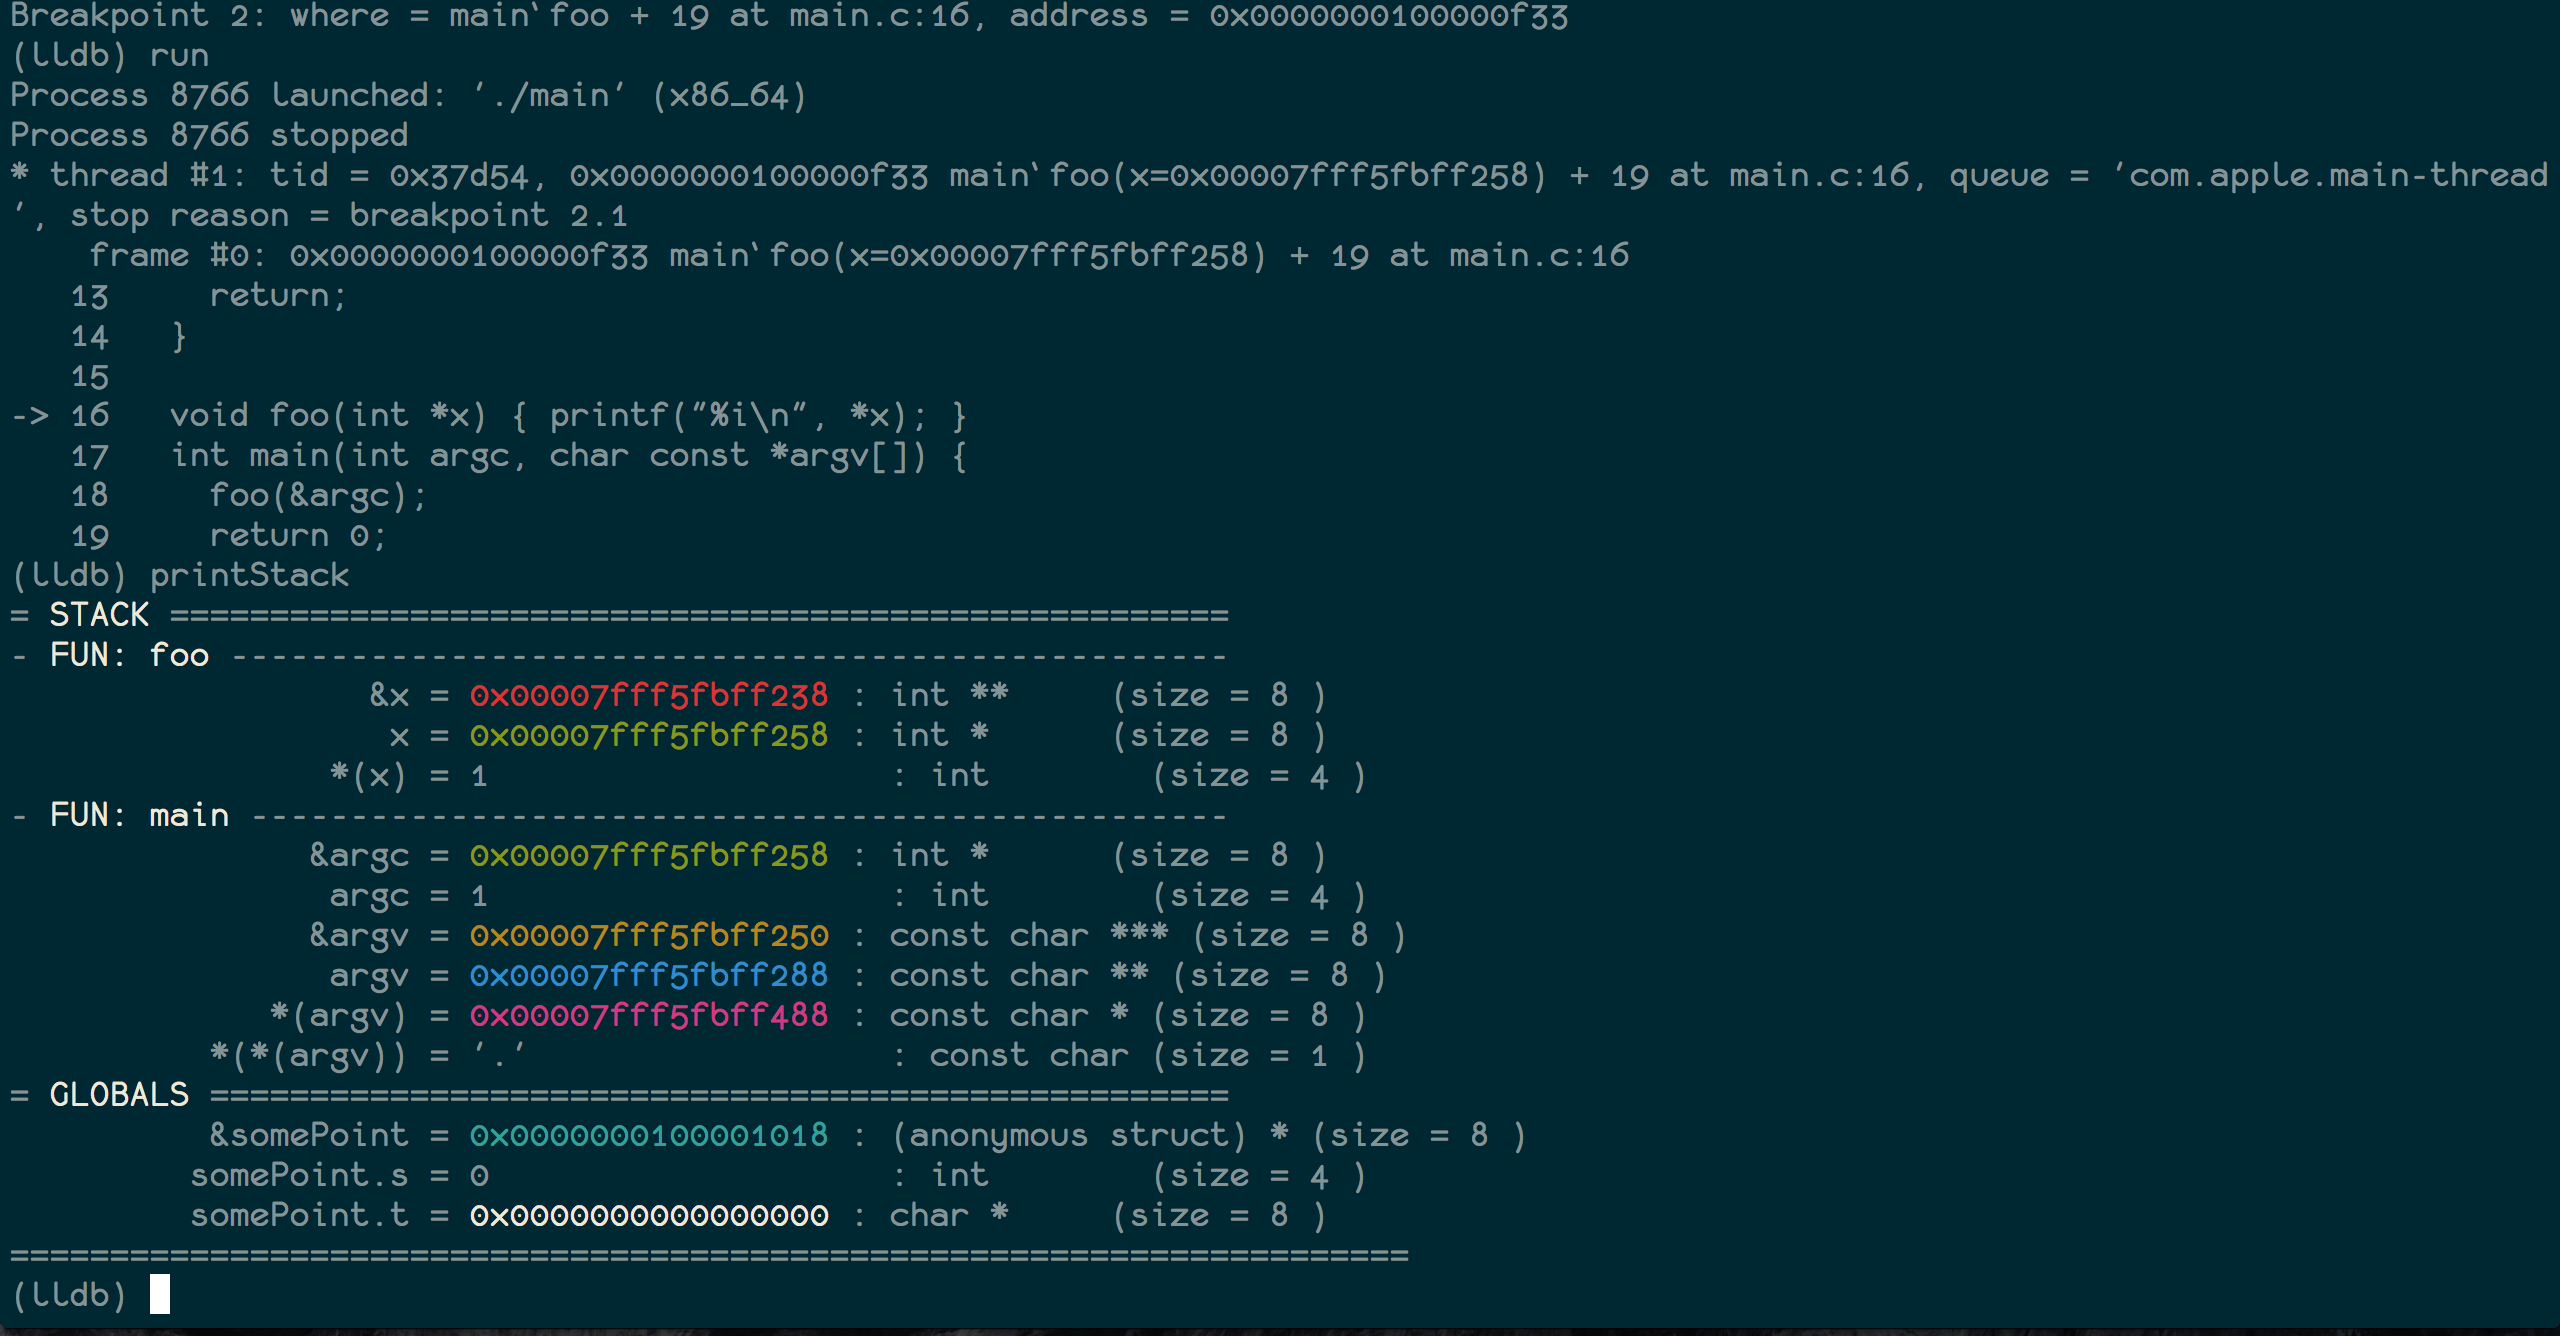 Breakpoint 2: where = main`foo + 19 at main.c:16, address = 0x0000000100000f33
(lldb) run
Process 8766 launched: './main' (x86_64)
Process 8766 stopped
* thread #1: tid = 0x37d54, 0x0000000100000f33 main`foo(x=0x00007fff5fbff258) + 19 at main.c:16, queue = 'com.apple.main-thread
', stop reason = breakpoint 2.1
    frame #0: 0x0000000100000f33 main`foo(x=0x00007fff5fbff258) + 19 at main.c:16
   13     return;
   14   }
   15
-> 16   void foo(int *x) { printf("%i\n", *x); }
   17   int main(int argc, char const *argv[]) {
   18     foo(&argc);
   19     return 0;
(lldb) printStack
= STACK =====================================================
- FUN: foo --------------------------------------------------
                  &x = 0x00007fff5fbff238 : int **     (size = 8 )
                   x = 0x00007fff5fbff258 : int *      (size = 8 )
                *(x) = 1                    : int        (size = 4 )
- FUN: main -------------------------------------------------
               &argc = 0x00007fff5fbff258 : int *      (size = 8 )
                argc = 1                    : int        (size = 4 )
               &argv = 0x00007fff5fbff250 : const char *** (size = 8 )
                argv = 0x00007fff5fbff288 : const char ** (size = 8 )
             *(argv) = 0x00007fff5fbff488 : const char * (size = 8 )
          *(*(argv)) = '.'                  : const char (size = 1 )
= GLOBALS ===================================================
          &somePoint = 0x0000000100001018 : (anonymous struct) * (size = 8 )
         somePoint.s = 0                    : int        (size = 4 )
         somePoint.t = 0x0000000000000000 : char *     (size = 8 )
======================================================================
(lldb)